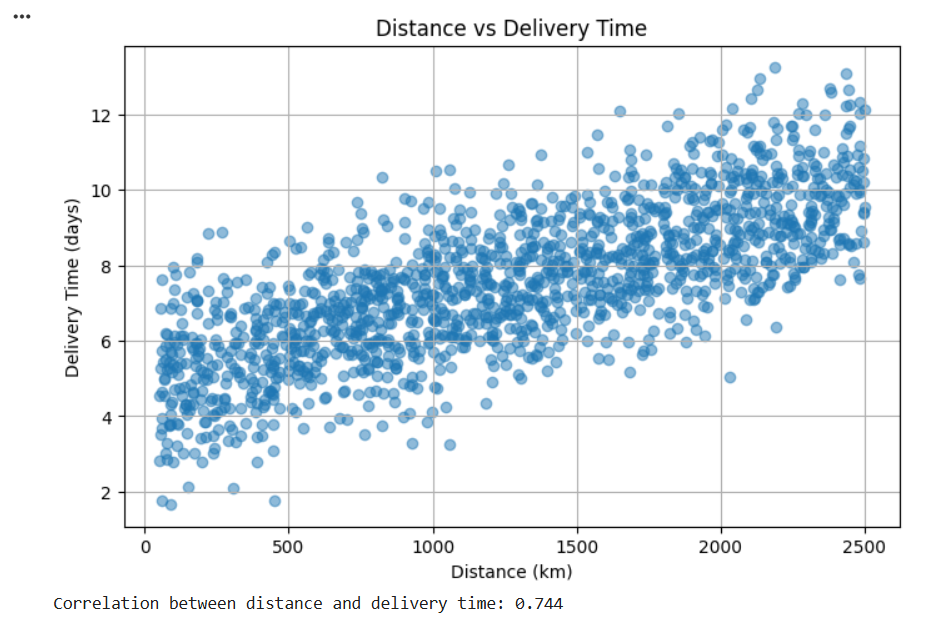 ...
Distance vs Delivery Time
12
10
8
6
4
2
Delivery Time (days)
0 500 1000 1500 2000 2500
Distance (km)
Correlation between distance and delivery time: 0.744